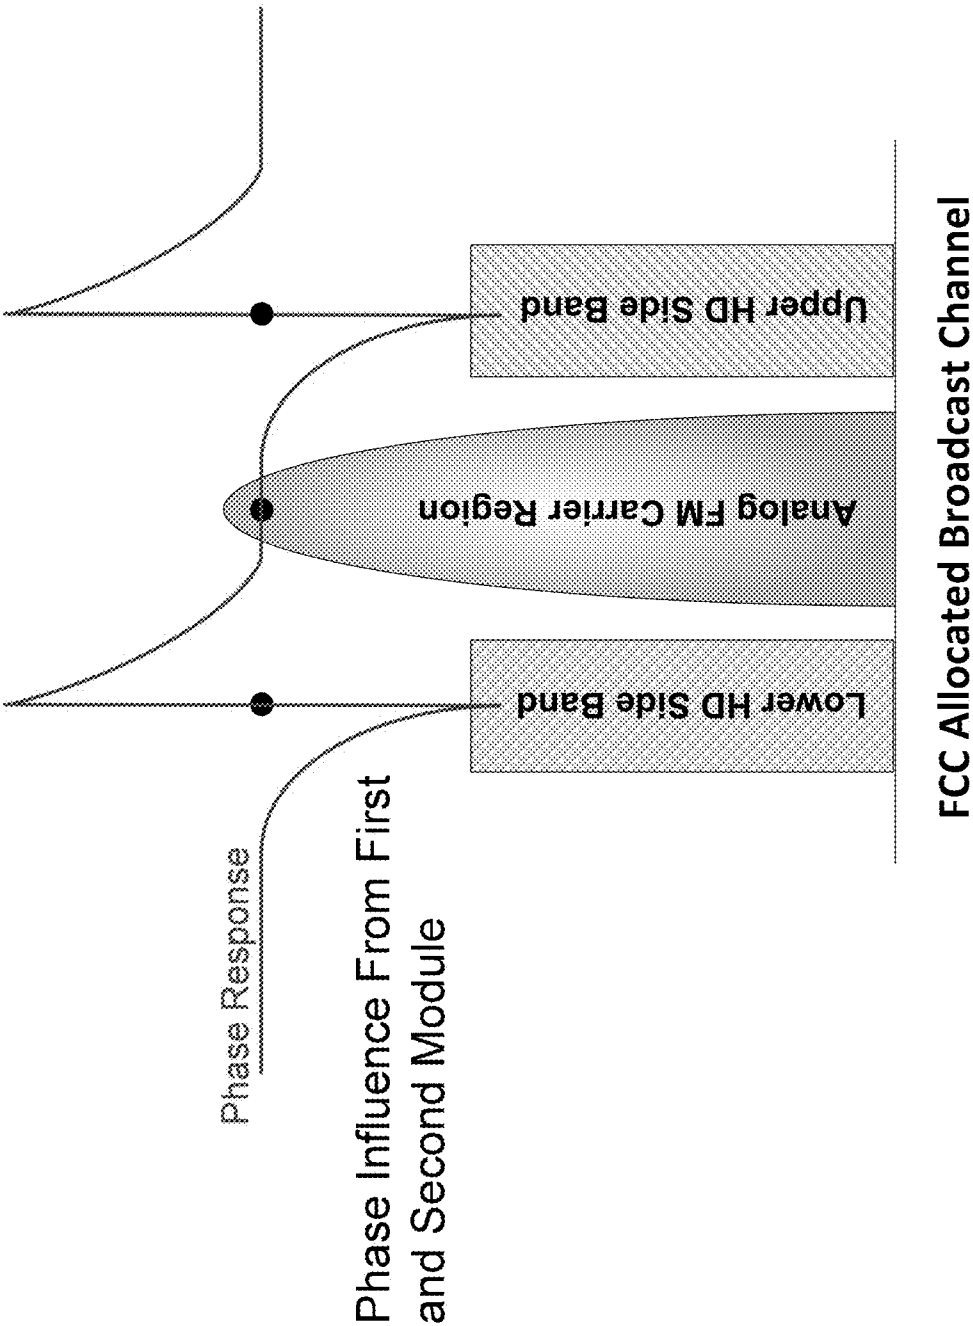 Phase Response
Phase Influence From First
and Second Module
Lower HD Side Band
Analog FM Carrier Region
Upper HD Side Band
FCC Allocated Broadcast Channel